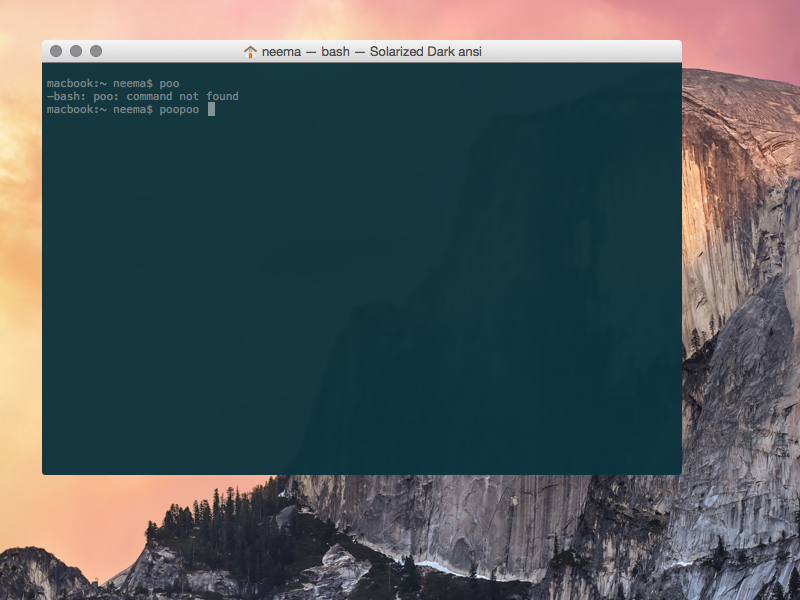 neema — bash — Solarized Dark ansi
macbook:~ neema$ poo
-bash: poo: command not found
macbook:~ neema$ poopoo